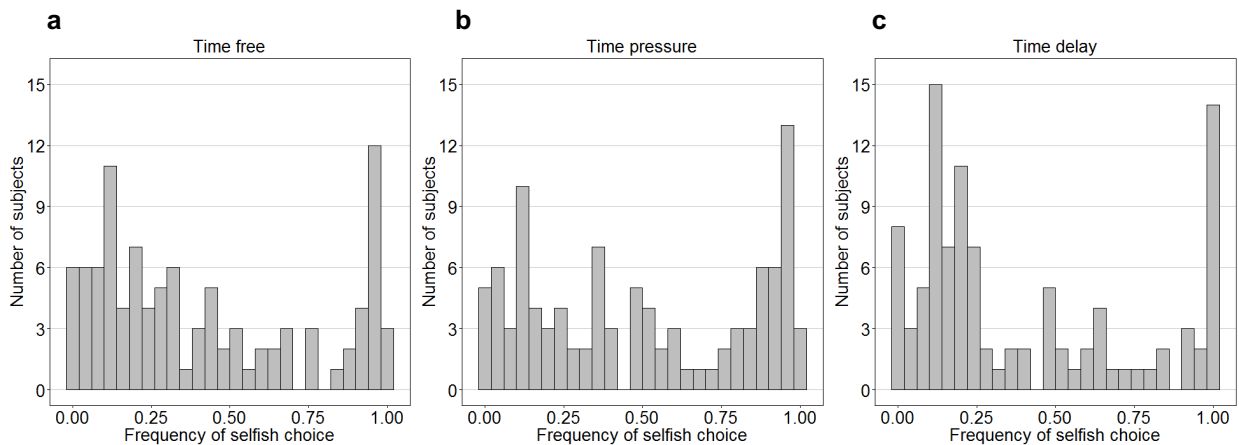 a
b
c
Time free
Time pressure
Time delay
Number of subjects
15
12
9
6
3
0
0.00 0.25 0.50 0.75 1.00
Frequency of selfish choice
Number of subjects
15
12
9
6
3
0
0.00 0.25 0.50 0.75 1.00
Frequency of selfish choice
Number of subjects
15
12
9
6
3
0
0.00 0.25 0.50 0.75 1.00
Frequency of selfish choice